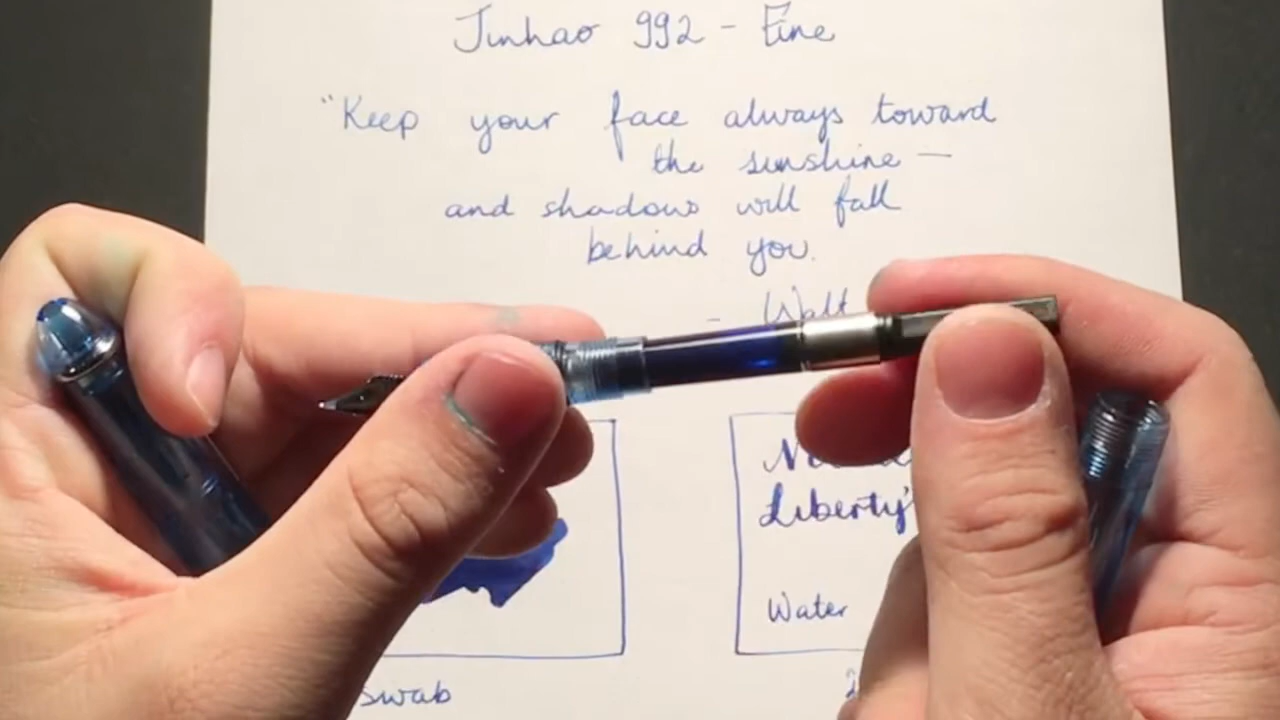 Jinhao 992 - Fine
"Keep your face always toward
the sunshine —
and shadows will fall
behind you.
- Walt
Liberty's
Water
swab